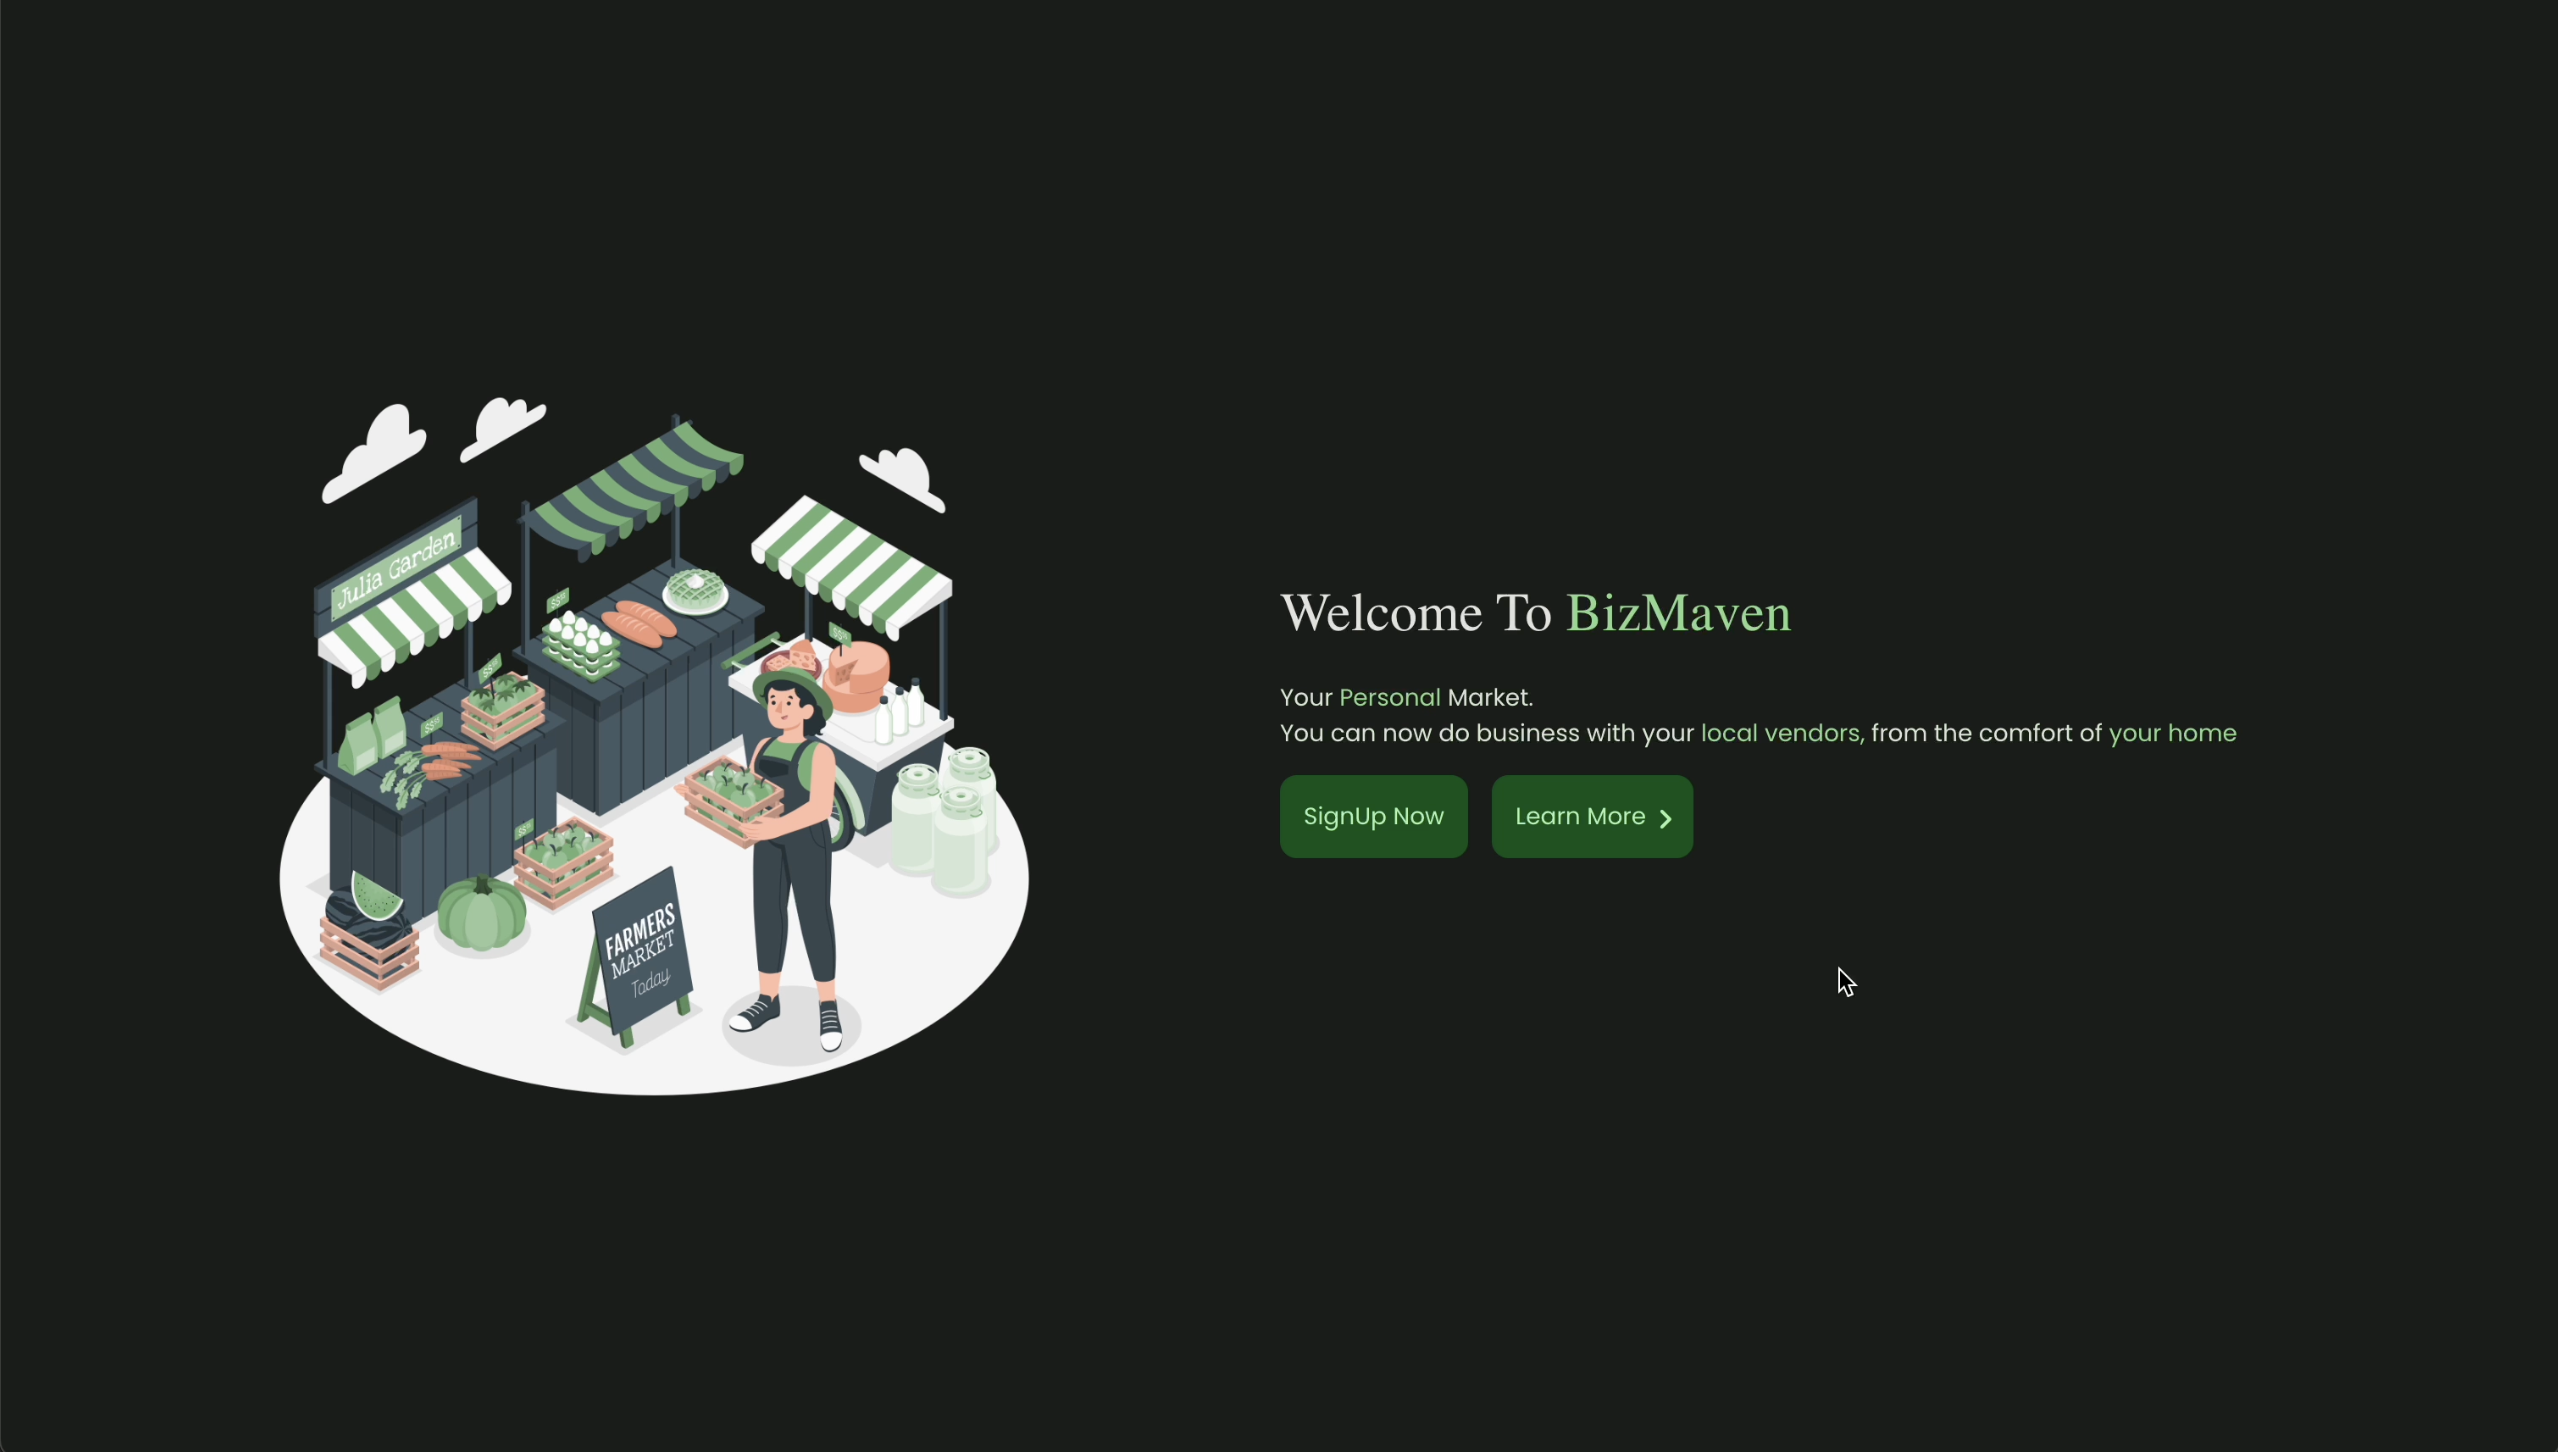 Julia Garden
FARMERS
MARKET
Today
Welcome To BizMaven
Your Personal Market.
You can now do business with your local vendors, from the comfort of your home
SignUp Now
Learn More